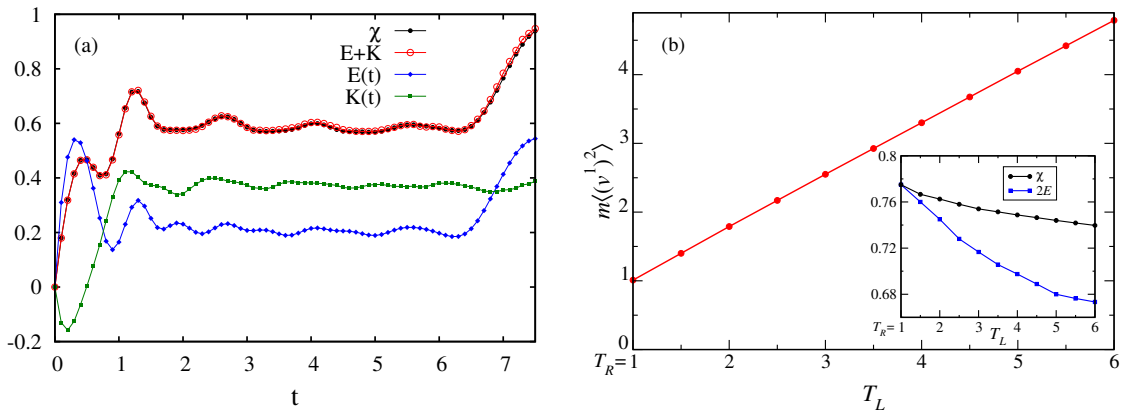 (a)
χ
E+K
E(t)
K(t)
1
0.8
0.6
0.4
0.2
0
-0.2
0 1 2 3 4 5 6 7
t
(b)
m⟨(v¹)²⟩
4
3
2
1
0
T_R=1 2 3 4 5 6
T_L
χ
2E
0.8
0.76
0.72
0.68
T_R=1 2 3 4 5 6
T_L